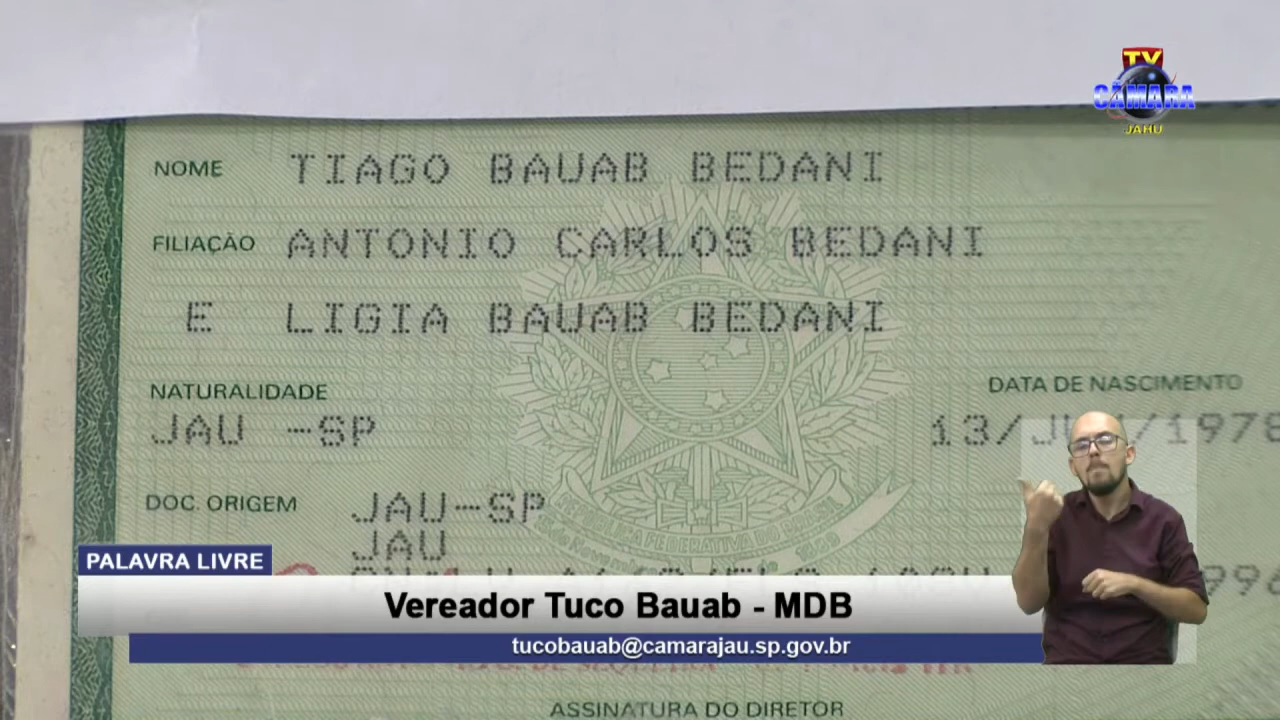 TV
CÂMARA
JAHU
NOME TIAGO BAUAB BEDANI
FILIAÇÃO ANTONIO CARLOS BEDANI
E LIGIA BAUAB BEDANI
NATURALIDADE
JAU -SP
DATA DE NASCIMENTO
13/ /1978
DOC. ORIGEM JAU-SP
JAU
PALAVRA LIVRE
Vereador Tuco Bauab - MDB
tucobauab@camarajau.sp.gov.br
ASSINATURA DO DIRETOR